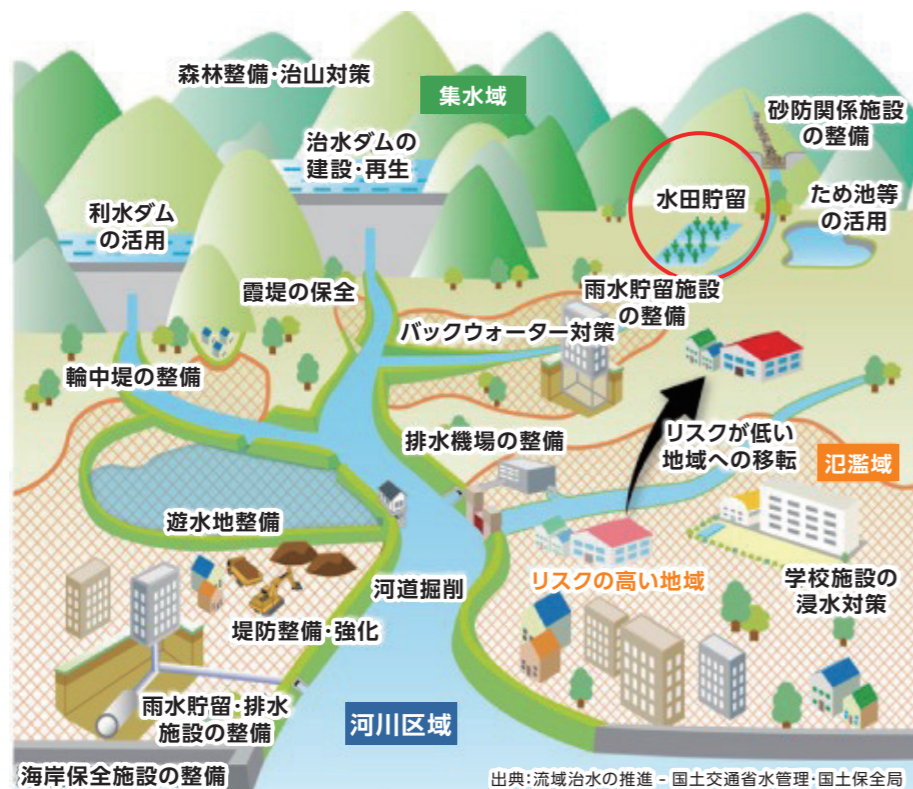 森林整備・治山対策
集水域
砂防関係施設
の整備
治水ダムの
建設・再生
水田貯留
ため池等
の活用
利水ダム
の活用
霞堤の保全
雨水貯留施設
の整備
バックウォーター対策
輪中堤の整備
排水機場の整備
リスクが低い
地域への移転
氾濫域
遊水地整備
河道掘削
リスクの高い地域
学校施設の
浸水対策
堤防整備・強化
雨水貯留・排水
施設の整備
河川区域
海岸保全施設の整備
出典:流域治水の推進 - 国土交通省水管理・国土保全局